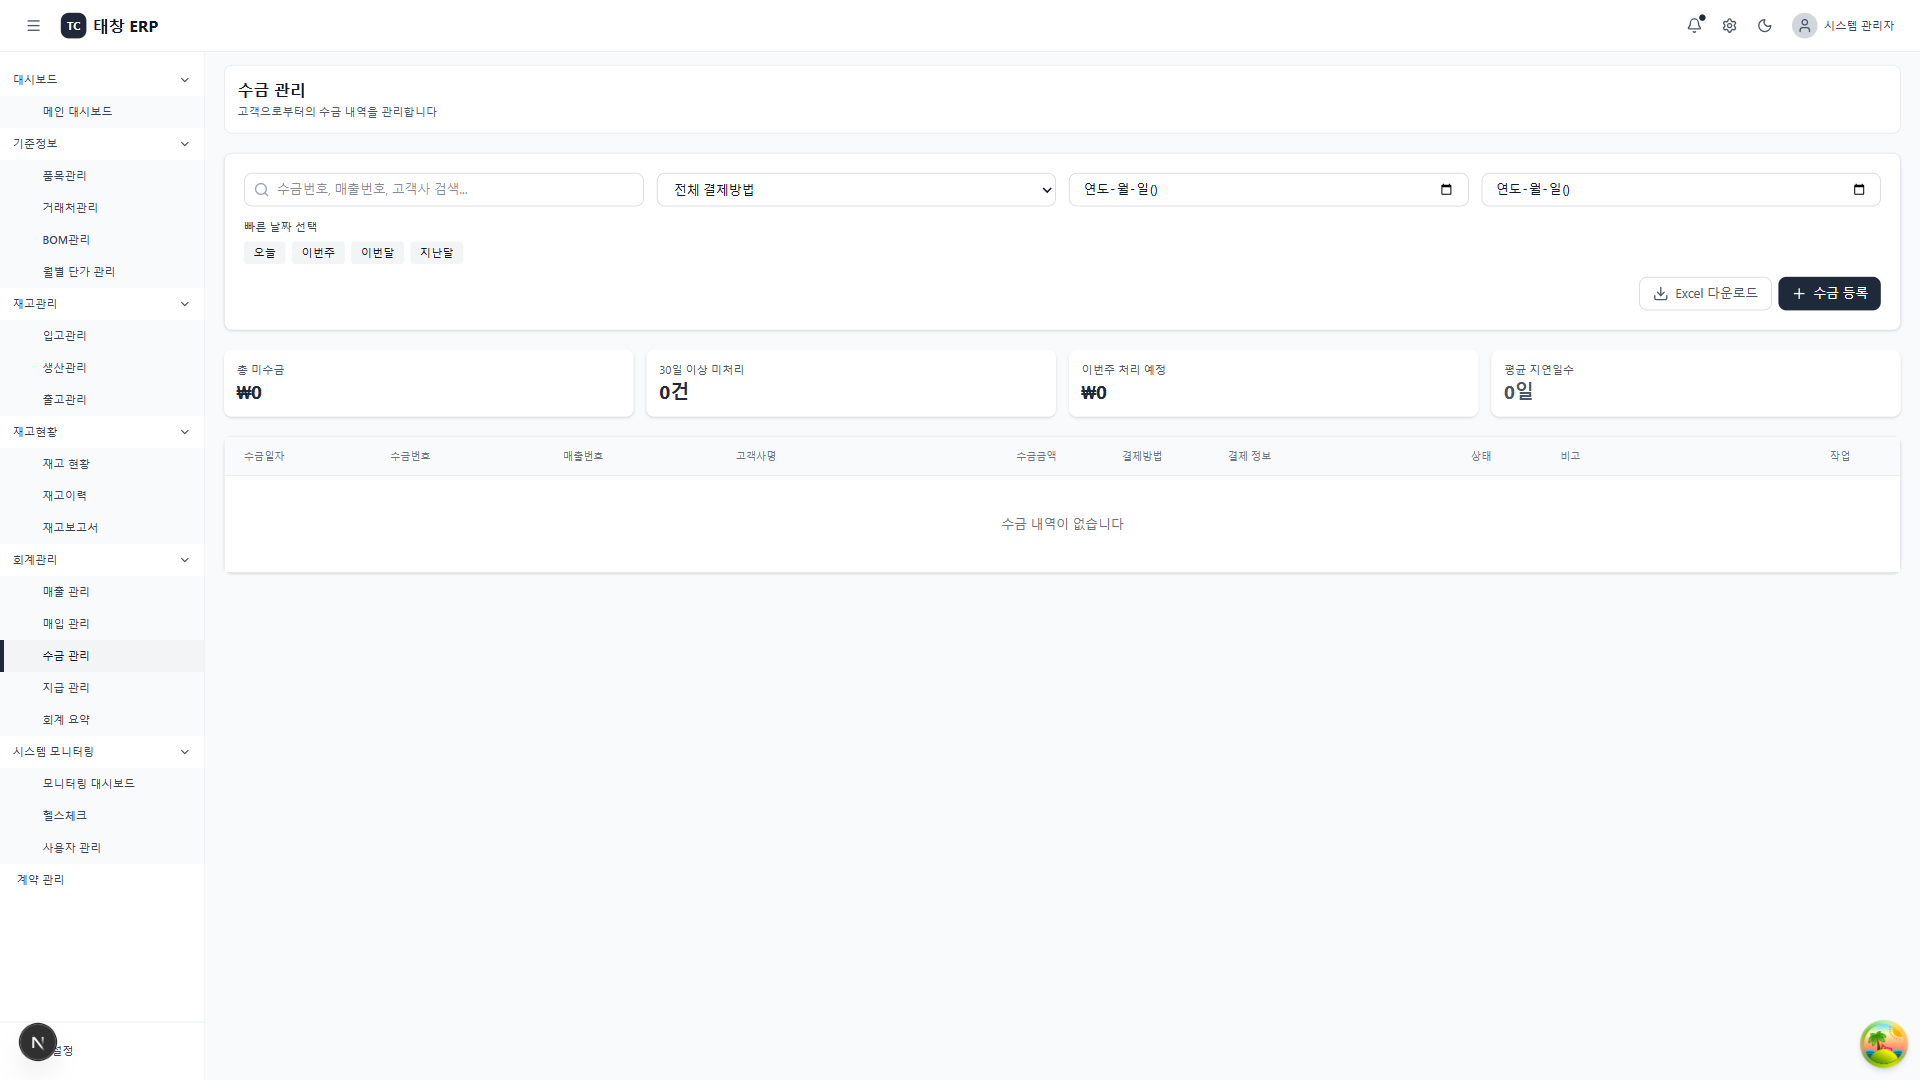 TC 태창 ERP
시스템 관리자
대시보드
메인 대시보드
기준정보
품목관리
거래처관리
BOM관리
월별 단가 관리
재고관리
입고관리
생산관리
출고관리
재고현황
재고 현황
재고이력
재고보고서
회계관리
매출 관리
매입 관리
수금 관리
지급 관리
회계 요약
시스템 모니터링
모니터링 대시보드
헬스체크
사용자 관리
계약 관리
N
설정
수금 관리
고객으로부터의 수금 내역을 관리합니다
수금번호, 매출번호, 고객사 검색...
전체 결제방법
연도-월-일()
연도-월-일()
빠른 날짜 선택
오늘 이번주 이번달 지난달
Excel 다운로드
수금 등록
총 미수금
₩0
30일 이상 미처리
0건
이번주 처리 예정
₩0
평균 지연일수
0일
수금일자 수금번호 매출번호 고객사명 수금금액 결제방법 결제 정보 상태 비고 작업
수금 내역이 없습니다